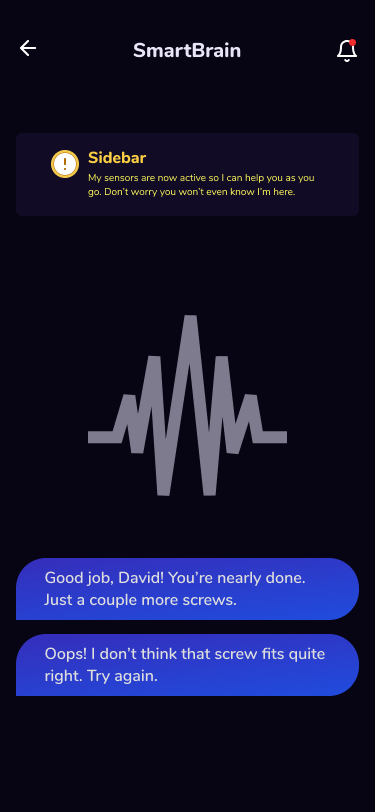 SmartBrain
Sidebar
My sensors are now active so I can help you as you
go. Don't worry you won't even know I'm here.
Good job, David! You're nearly done.
Just a couple more screws.
Oops! I don't think that screw fits quite
right. Try again.